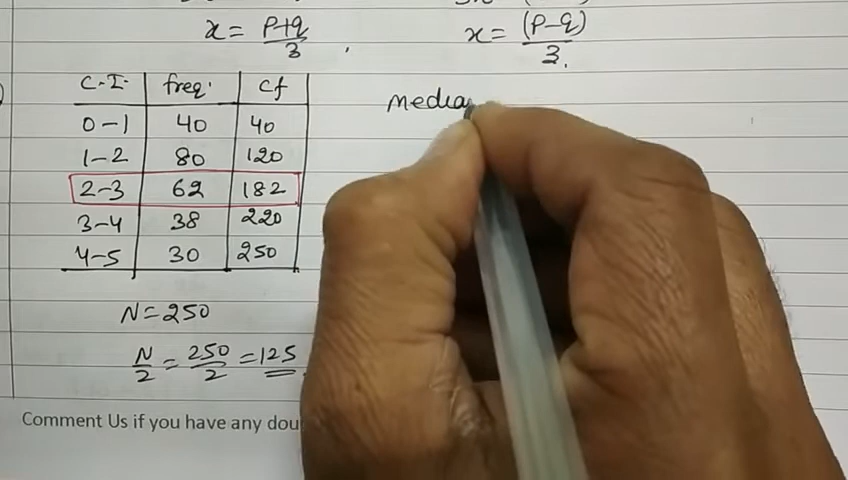 x = p+q/3 , x = (p-q)/3.
C.I. freq. Cf
0-1 40 40
1-2 80 120
2-3 62 182
3-4 38 220
4-5 30 250
Media
N=250
N/2 = 250/2 = 125
Comment Us if you have any dou